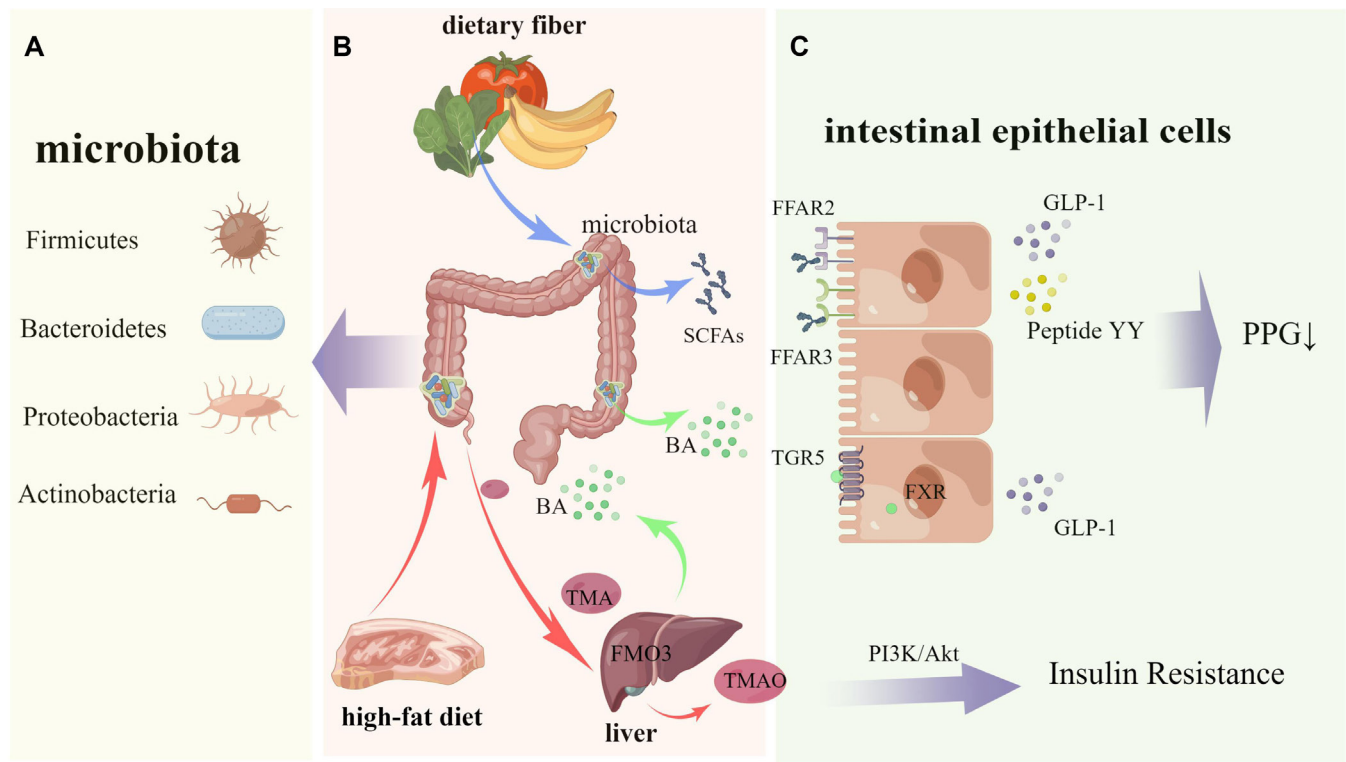 A
microbiota
Firmicutes
Bacteroidetes
Proteobacteria
Actinobacteria
B
dietary fiber
microbiota
SCFAs
BA
BA
TMA
FMO3
TMAO
high-fat diet
liver
C
intestinal epithelial cells
FFAR2
GLP-1
Peptide YY
PPG↓
FFAR3
TGR5
FXR
GLP-1
PI3K/Akt
Insulin Resistance